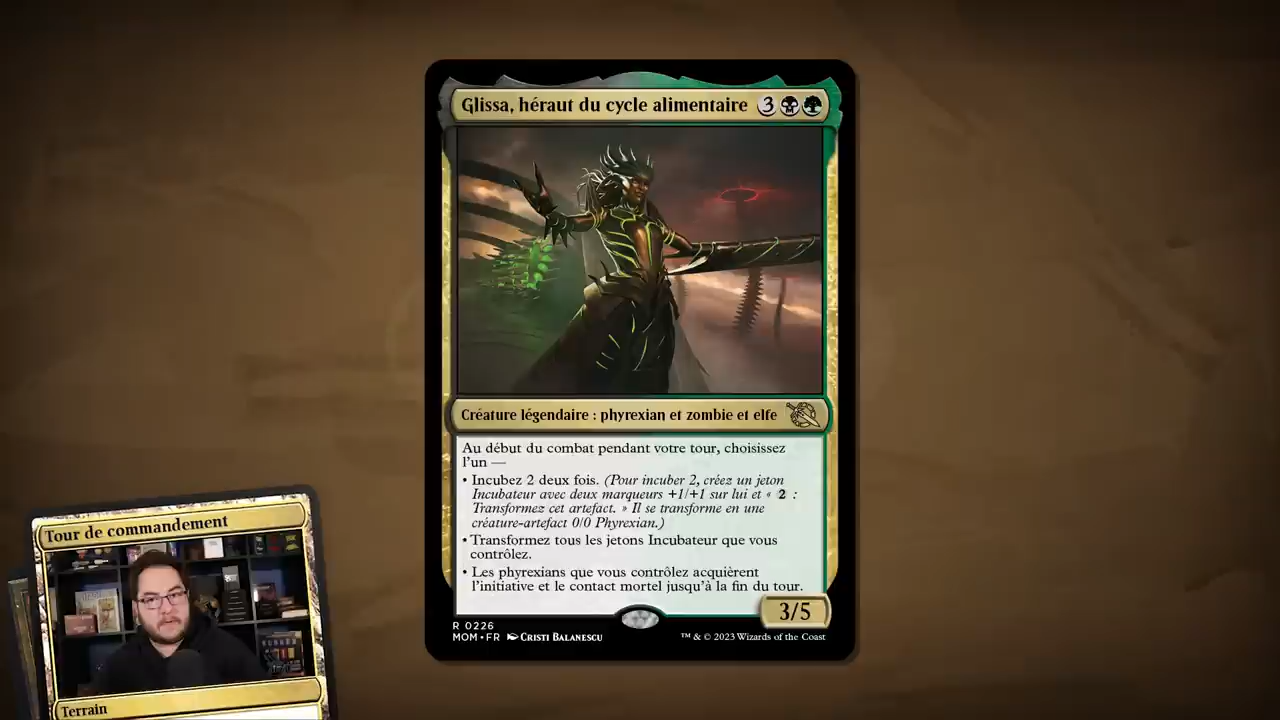 Glissa, héraut du cycle alimentaire 3
Créature légendaire : phyrexian et zombie et elfe
Au début du combat pendant votre tour, choisissez
l'un —
• Incubez 2 deux fois. (Pour incuber 2, créez un jeton
Incubateur avec deux marqueurs +1/+1 sur lui et « 2 :
Transformez cet artefact. » Il se transforme en une
créature-artefact 0/0 Phyrexian.)
• Transformez tous les jetons Incubateur que vous
contrôlez.
• Les phyrexians que vous contrôlez acquièrent
l'initiative et le contact mortel jusqu'à la fin du tour.
3/5
R 0226
MOM • FR Cristi Balanescu
™ & © 2023 Wizards of the Coast
Tour de commandement
Terrain